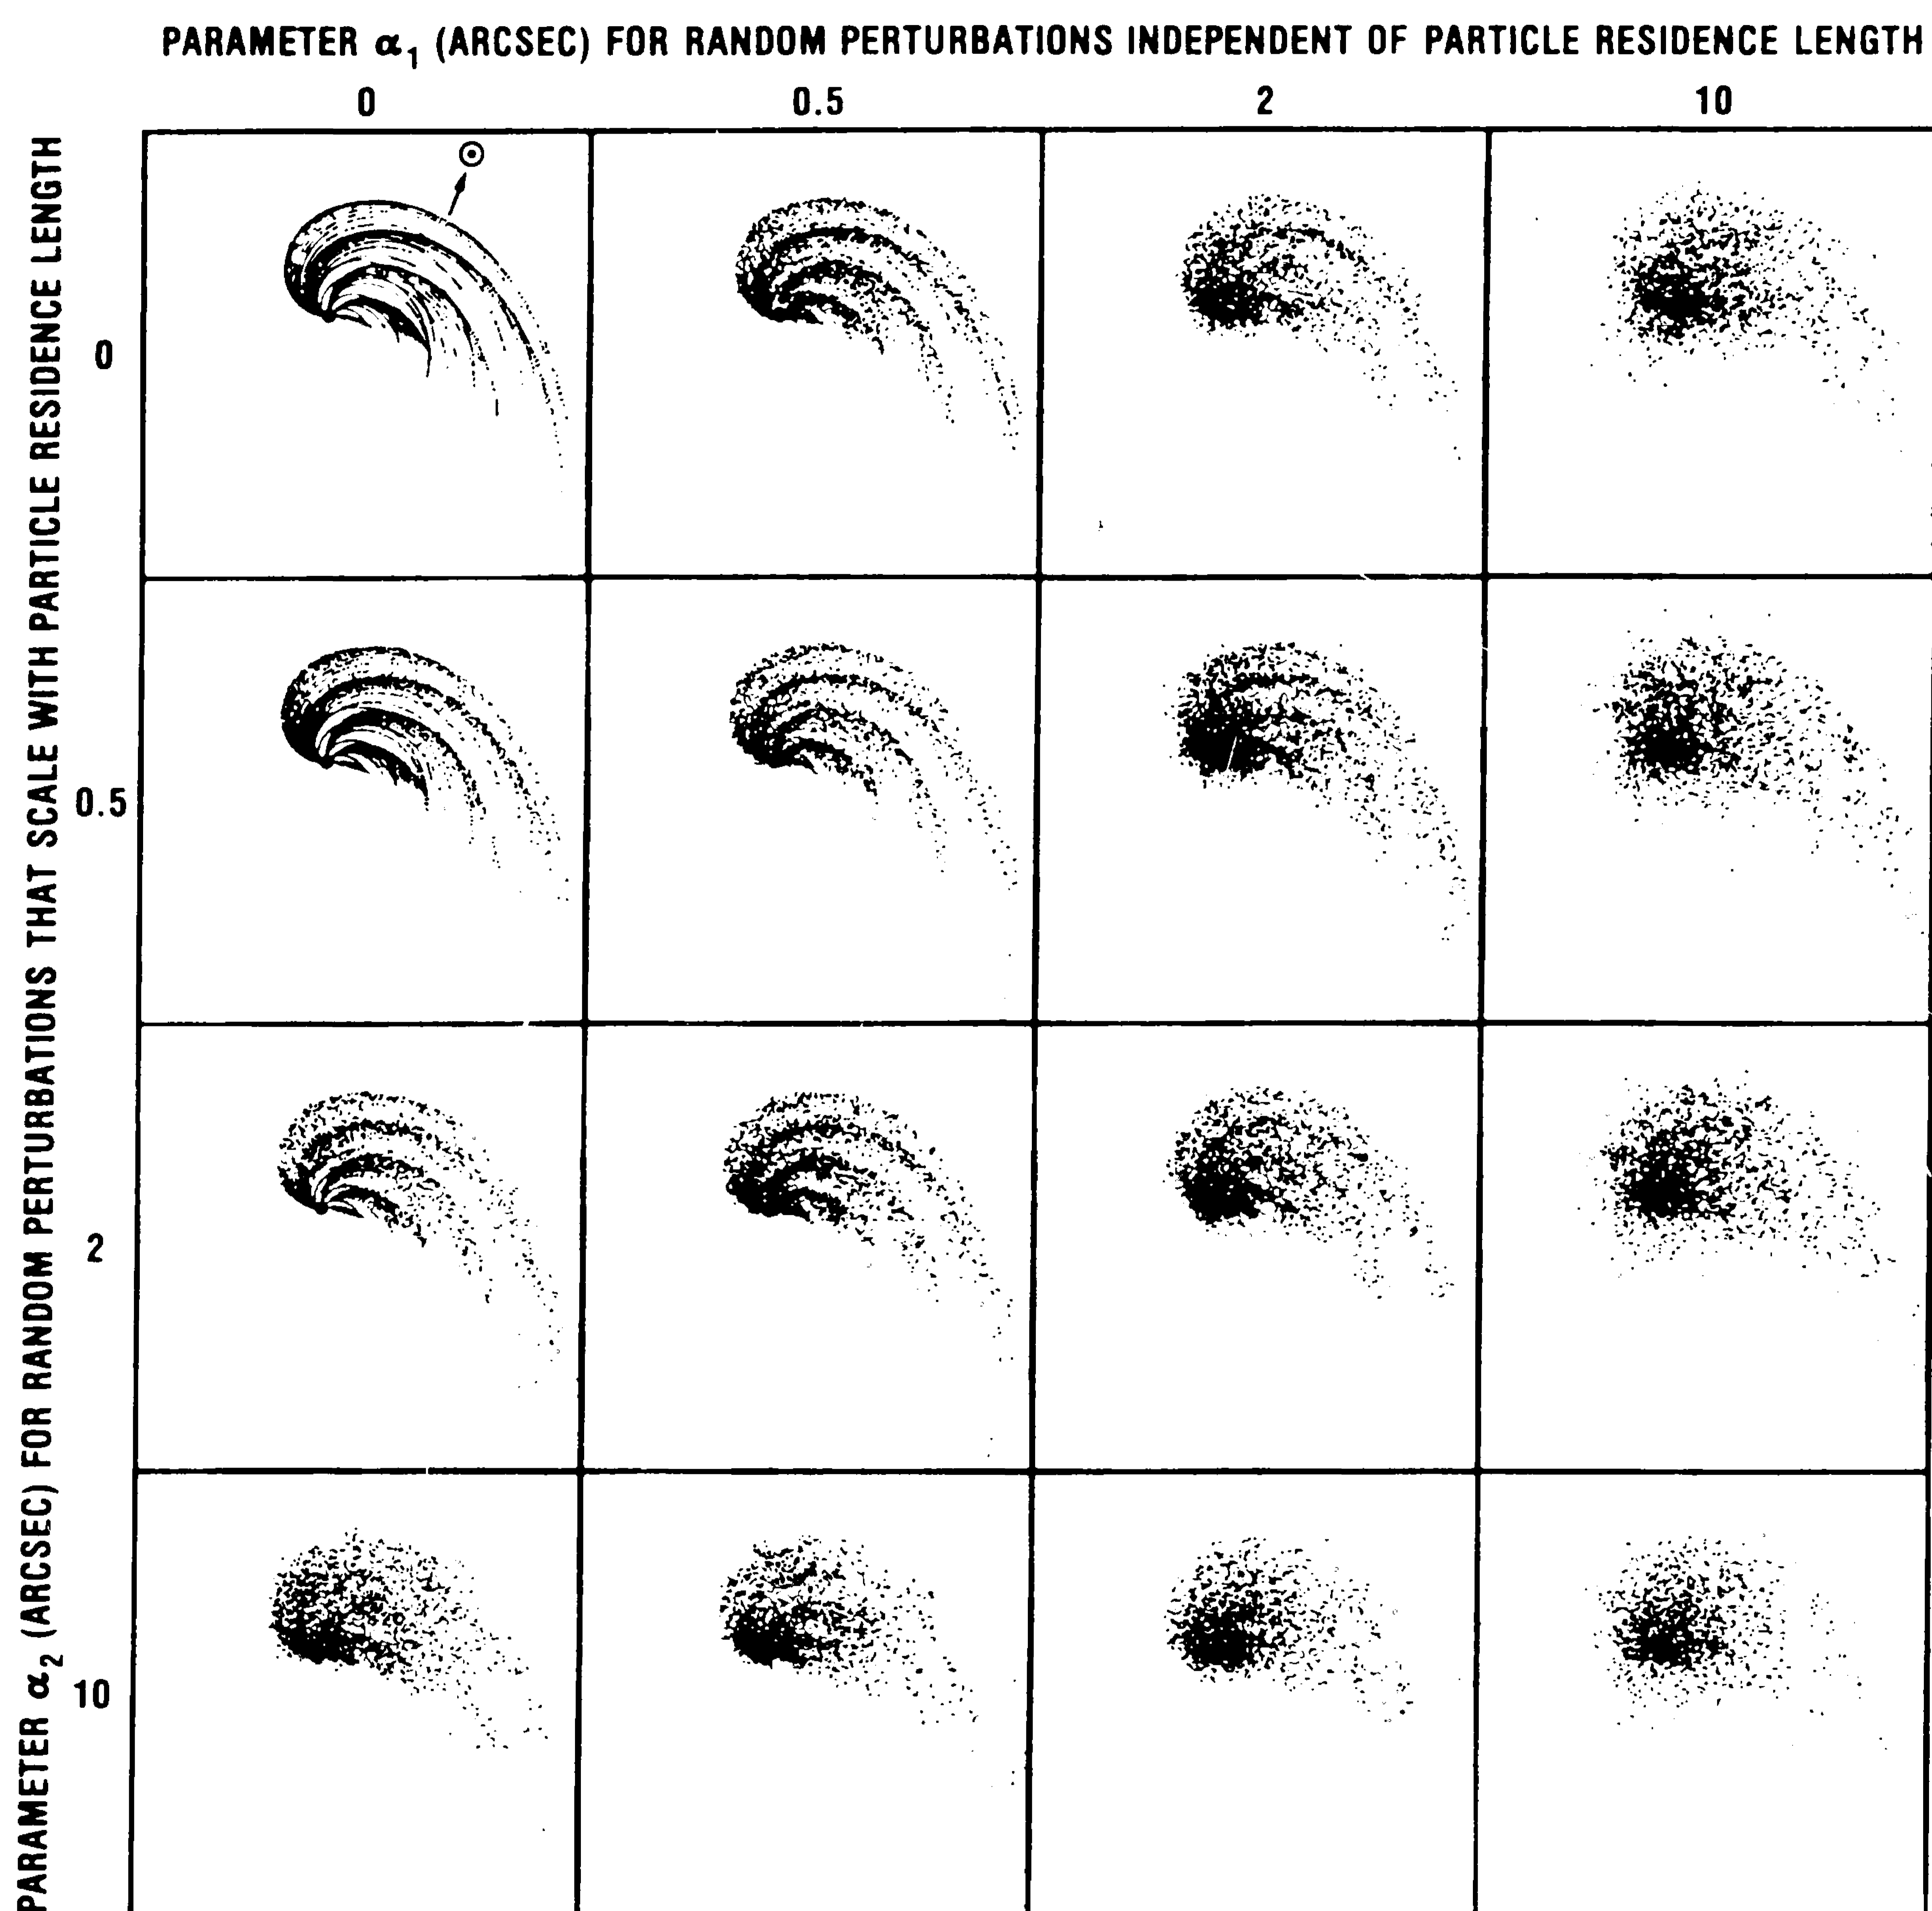 PARAMETER α₁ (ARCSEC) FOR RANDOM PERTURBATIONS INDEPENDENT OF PARTICLE RESIDENCE LENGTH
0 0.5 2 10
PARAMETER α₂ (ARCSEC) FOR RANDOM PERTURBATIONS THAT SCALE WITH PARTICLE RESIDENCE LENGTH
0
0.5
2
10